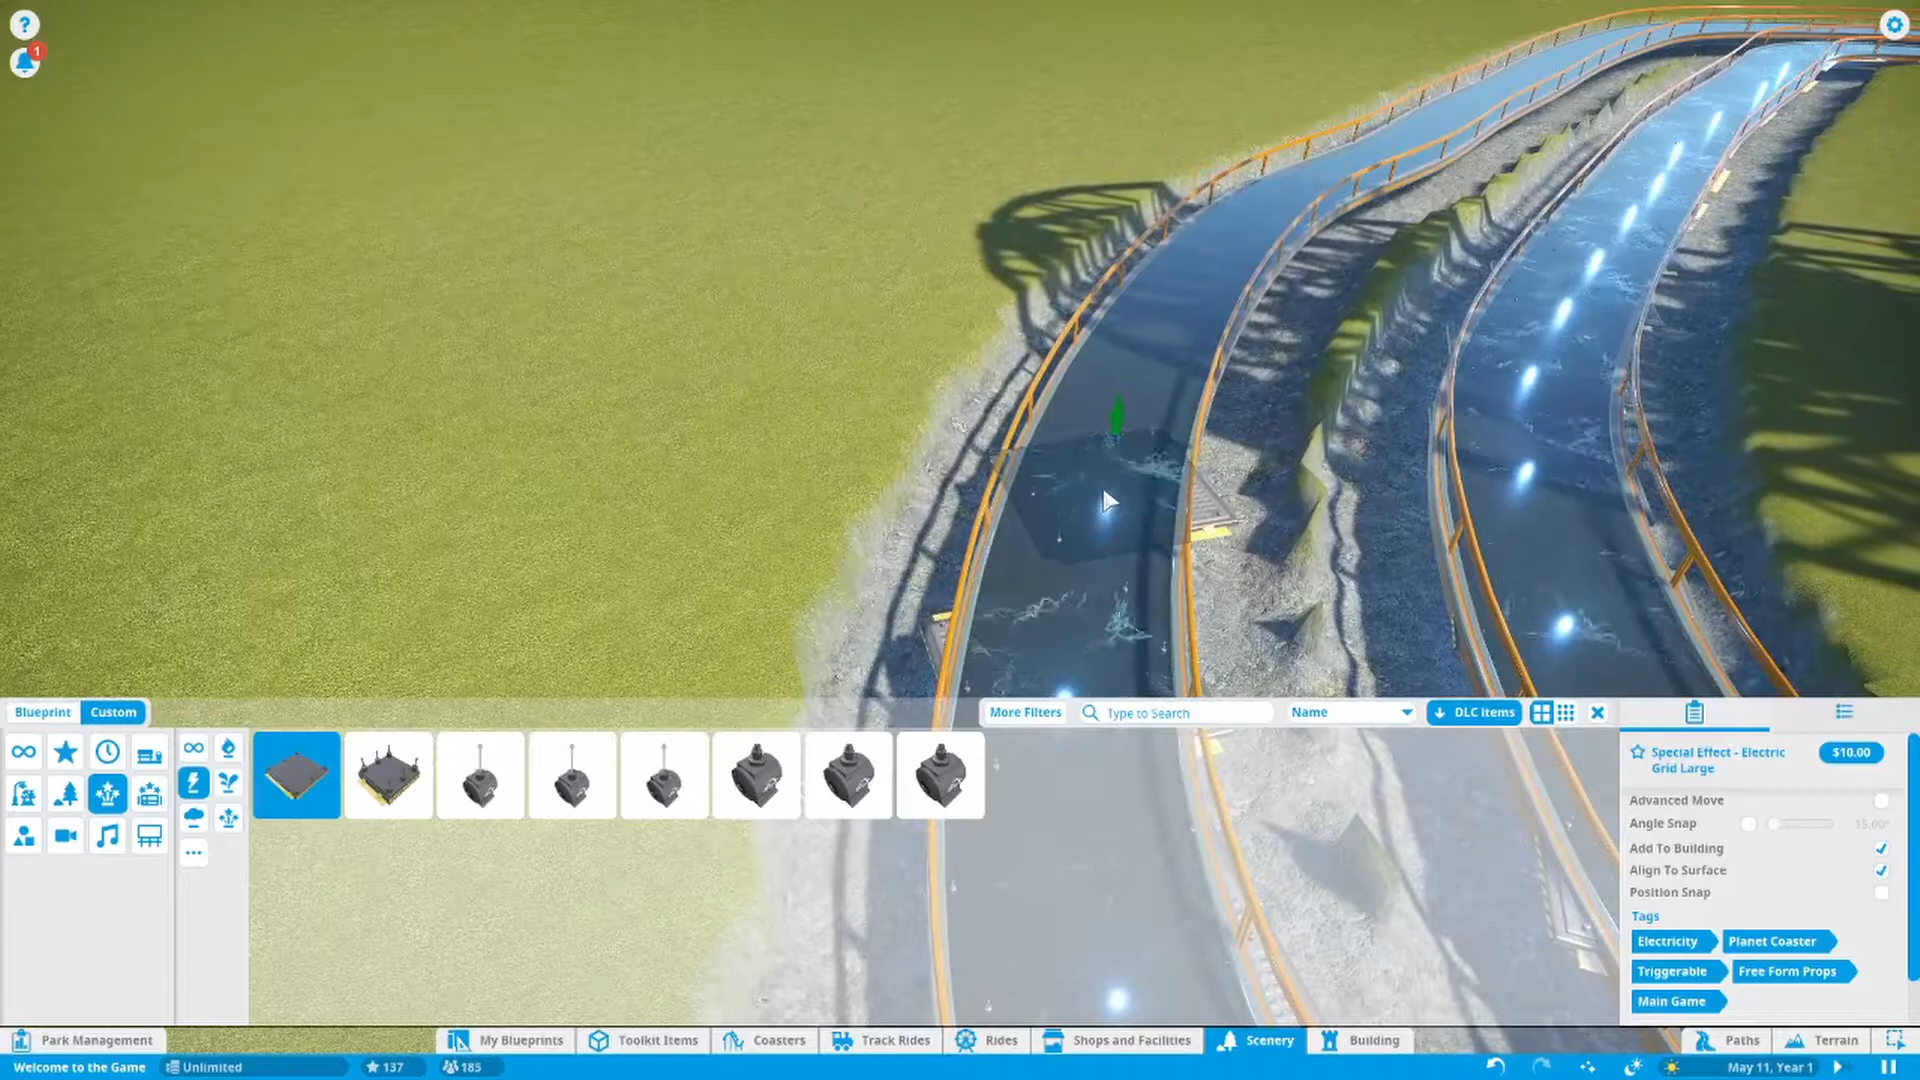 ?
1
Blueprint
Custom
More Filters
Type to Search
Name
DLC Items
Special Effect - Electric
Grid Large
$10.00
Advanced Move
Angle Snap
15.00°
Add To Building
Align To Surface
Position Snap
Tags
Electricity
Planet Coaster
Triggerable
Free Form Props
Main Game
Park Management
My Blueprints
Toolkit Items
Coasters
Track Rides
Rides
Shops and Facilities
Scenery
Building
Paths
Terrain
Welcome to the Game
Unlimited
137
185
May 11, Year 1